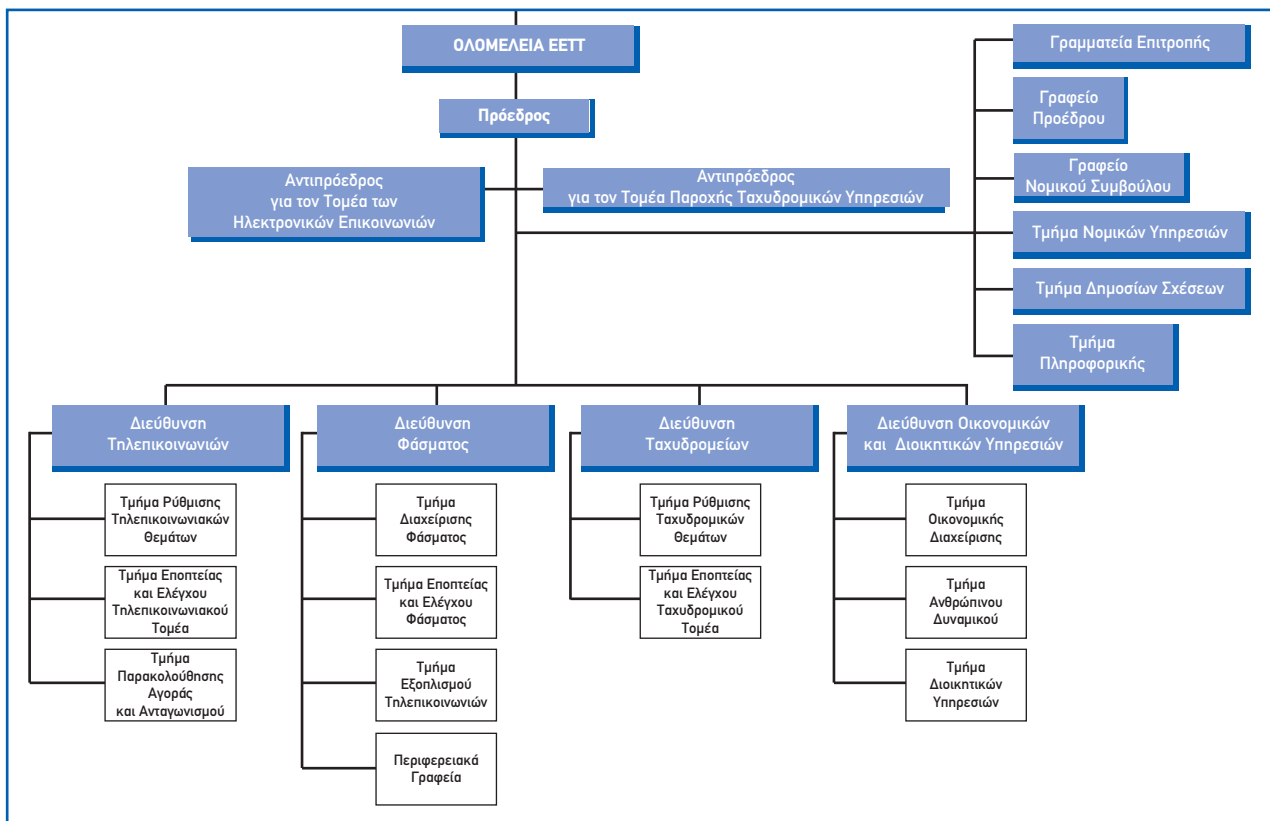 ΟΛΟΜΕΛΕΙΑ ΕΕΤΤ
Πρόεδρος
Αντιπρόεδρος
για τον Τομέα των
Ηλεκτρονικών Επικοινωνιών
Αντιπρόεδρος
για τον Τομέα Παροχής Ταχυδρομικών Υπηρεσιών
Γραμματεία Επιτροπής
Γραφείο
Προέδρου
Γραφείο
Νομικού Συμβούλου
Τμήμα Νομικών Υπηρεσιών
Τμήμα Δημοσίων Σχέσεων
Τμήμα
Πληροφορικής
Διεύθυνση
Τηλεπικοινωνιών
Τμήμα Ρύθμισης
Τηλεπικοινωνιακών
Θεμάτων
Τμήμα Εποπτείας
και Ελέγχου
Τηλεπικοινωνιακού
Τομέα
Τμήμα
Παρακολούθησης
Αγοράς
και Ανταγωνισμού
Διεύθυνση
Φάσματος
Τμήμα
Διαχείρισης
Φάσματος
Τμήμα Εποπτείας
και Ελέγχου
Φάσματος
Τμήμα
Εξοπλισμού
Τηλεπικοινωνιών
Περιφερειακά
Γραφεία
Διεύθυνση
Ταχυδρομείων
Τμήμα Ρύθμισης
Ταχυδρομικών
Θεμάτων
Τμήμα Εποπτείας
και Ελέγχου
Ταχυδρομικού
Τομέα
Διεύθυνση Οικονομικών
και Διοικητικών Υπηρεσιών
Τμήμα
Οικονομικής
Διαχείρισης
Τμήμα
Ανθρώπινου
Δυναμικού
Τμήμα
Διοικητικών
Υπηρεσιών